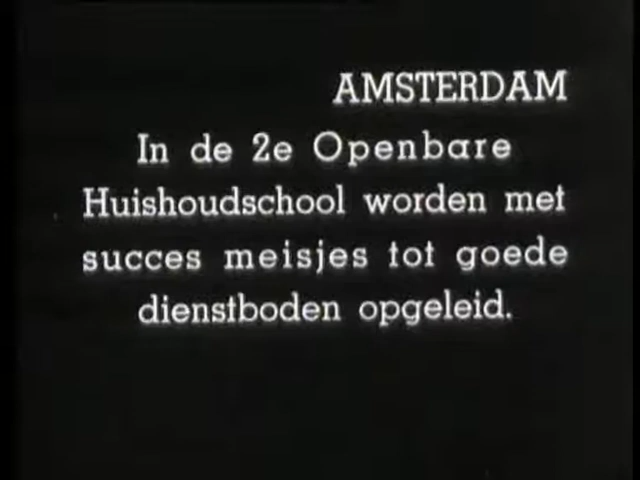 AMSTERDAM
In de 2e Openbare
Huishoudschool worden met
succes meisjes tot goede
dienstboden opgeleid.